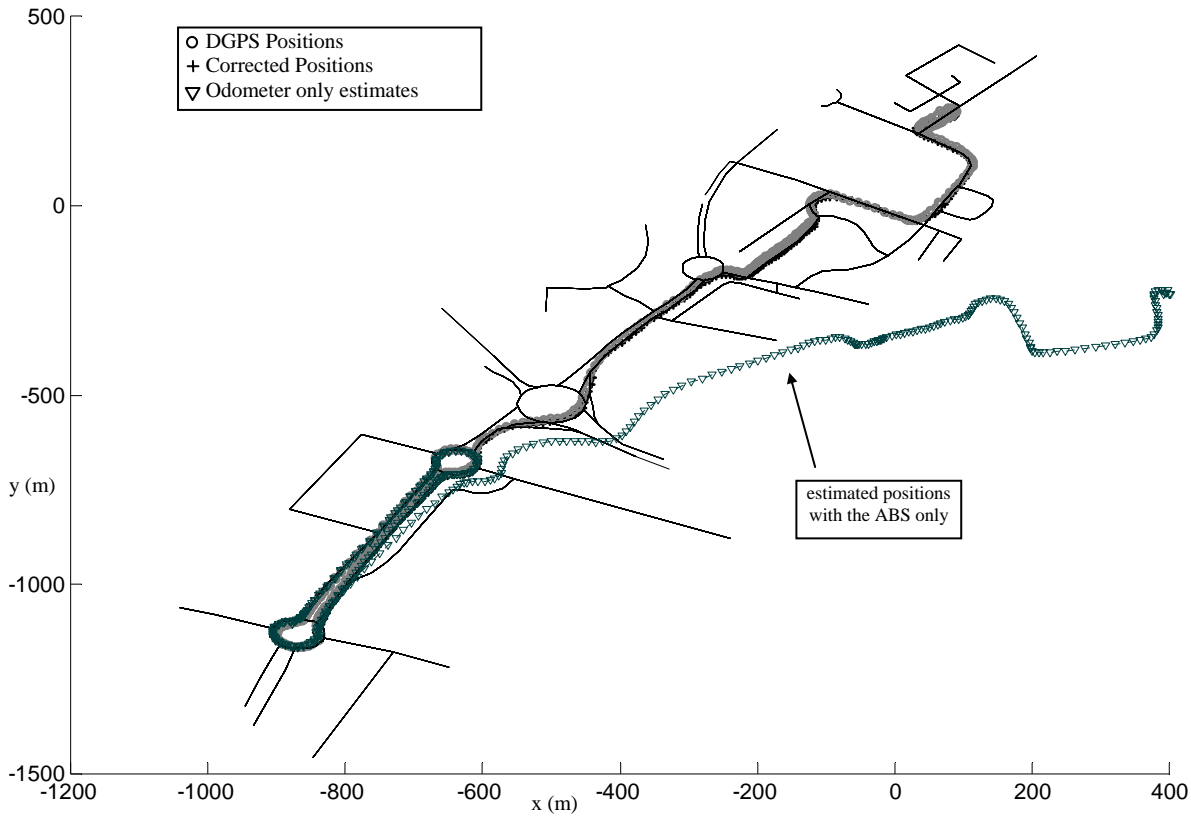 500
DGPS Positions
Corrected Positions
Odometer only estimates
0
-500
y (m)
estimated positions
with the ABS only
-1000
-1500
-1200
-1000
-800
-600
-400
-200
0
200
400
x (m)